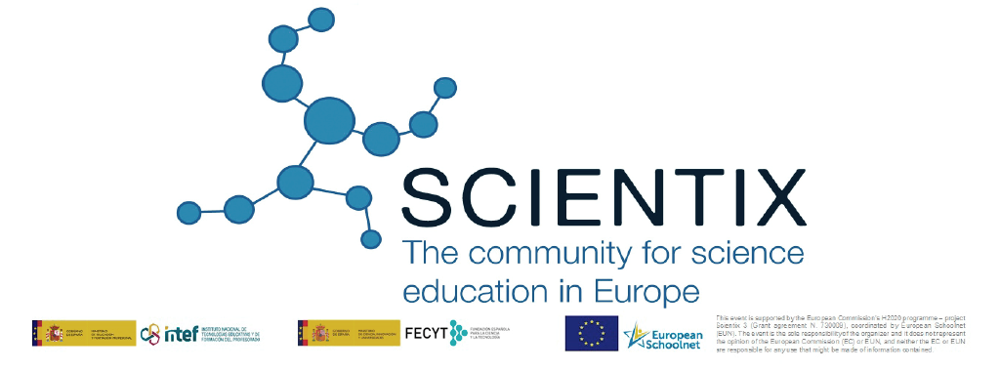 SCIENTIX
The community for science
education in Europe
GOBIERNO
DE ESPAÑA
MINISTERIO
DE EDUCACIÓN
Y FORMACIÓN PROFESIONAL
intef
INSTITUTO NACIONAL DE
TECNOLOGÍAS EDUCATIVAS Y DE
FORMACIÓN DEL PROFESORADO
GOBIERNO
DE ESPAÑA
MINISTERIO
DE CIENCIA, INNOVACIÓN
Y UNIVERSIDADES
FECYT
FUNDACIÓN ESPAÑOLA
PARA LA CIENCIA
Y LA TECNOLOGÍA
European
Schoolnet
This event is supported by the European Commission's H2020 programme – project
Scientix 3 (Grant agreement N. 730009), coordinated by European Schoolnet
(EUN). The event is the sole responsibility of the organizer and it does not represent
the opinion of the European Commission (EC) or EUN, and neither the EC or EUN
are responsible for any use that might be made of information contained.